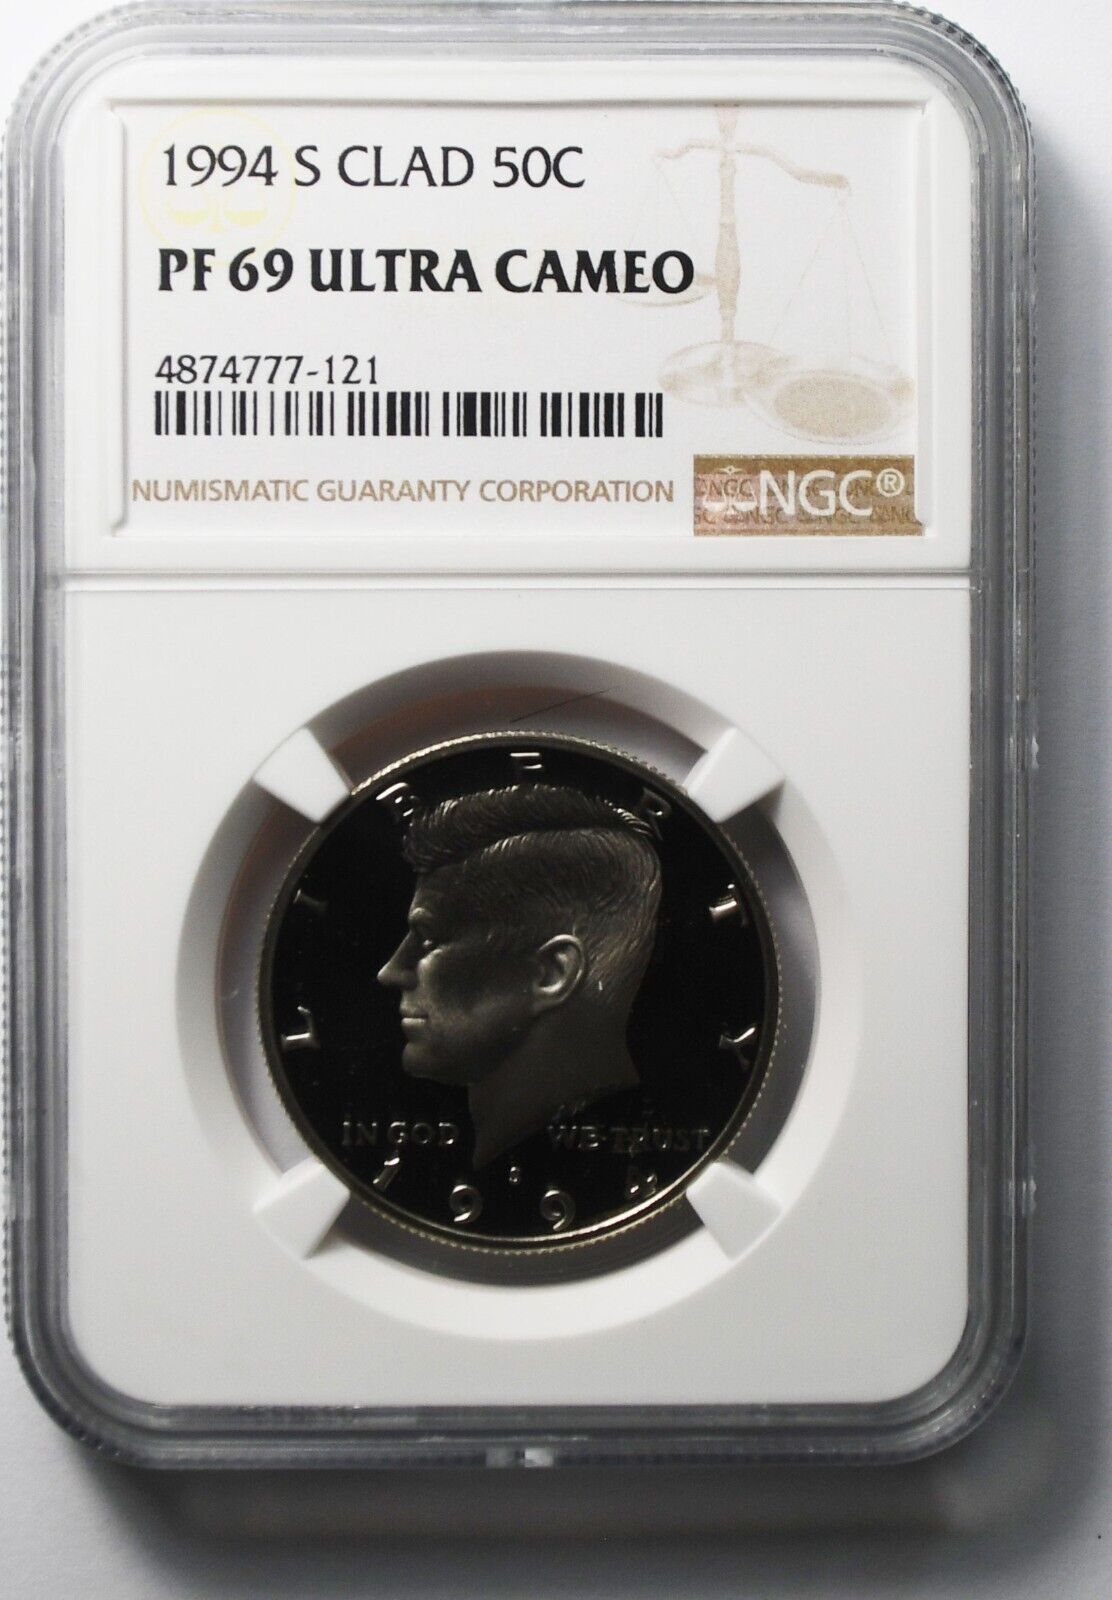 1994 S CLAD 50C
PF 69 ULTRA CAMEO
4874777-121
NUMISMATIC GUARANTY CORPORATION
NGC®
LIBERTY
IN GOD WE TRUST
S
1994